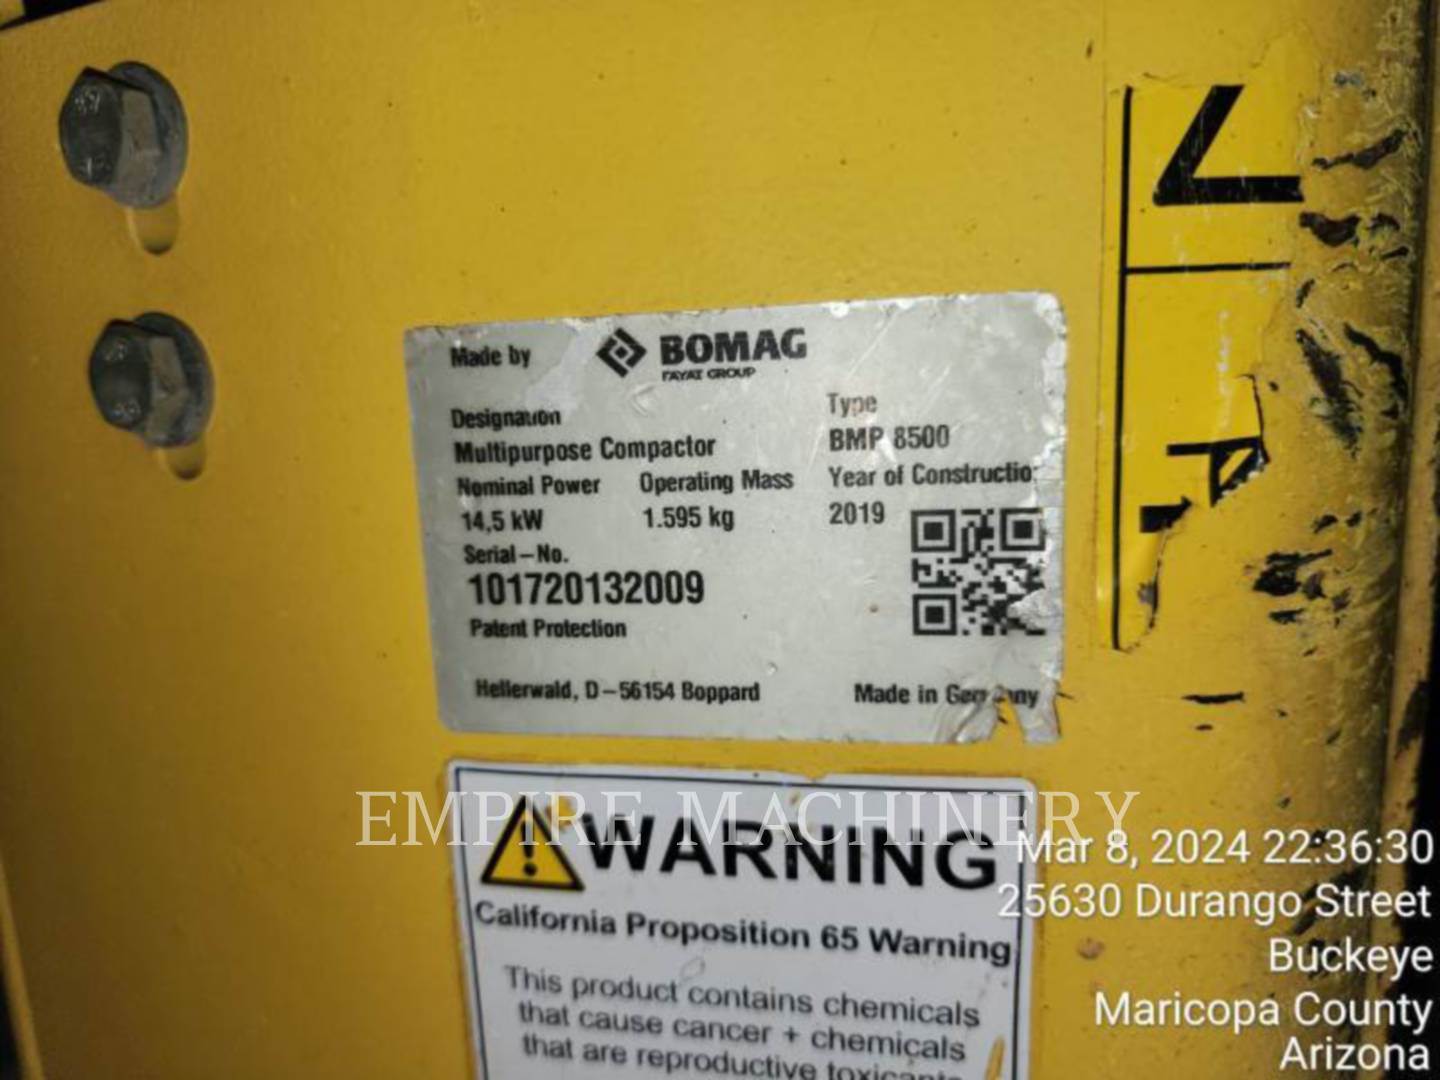 Made by BOMAG
FAYAT GROUP
Designation
Type
Multipurpose Compactor
BMP 8500
Nominal Power Operating Mass Year of Constructio
14,5 kW 1.595 kg 2019
Serial-No.
101720132009
Patent Protection
Hellerwald, D-56154 Boppard Made in Germany
EMPIRE MACHINERY
WARNING
California Proposition 65 Warning
This product contains chemicals
that cause cancer + chemicals
that are reproductive toxicants
Mar 8, 2024 22:36:30
25630 Durango Street
Buckeye
Maricopa County
Arizona